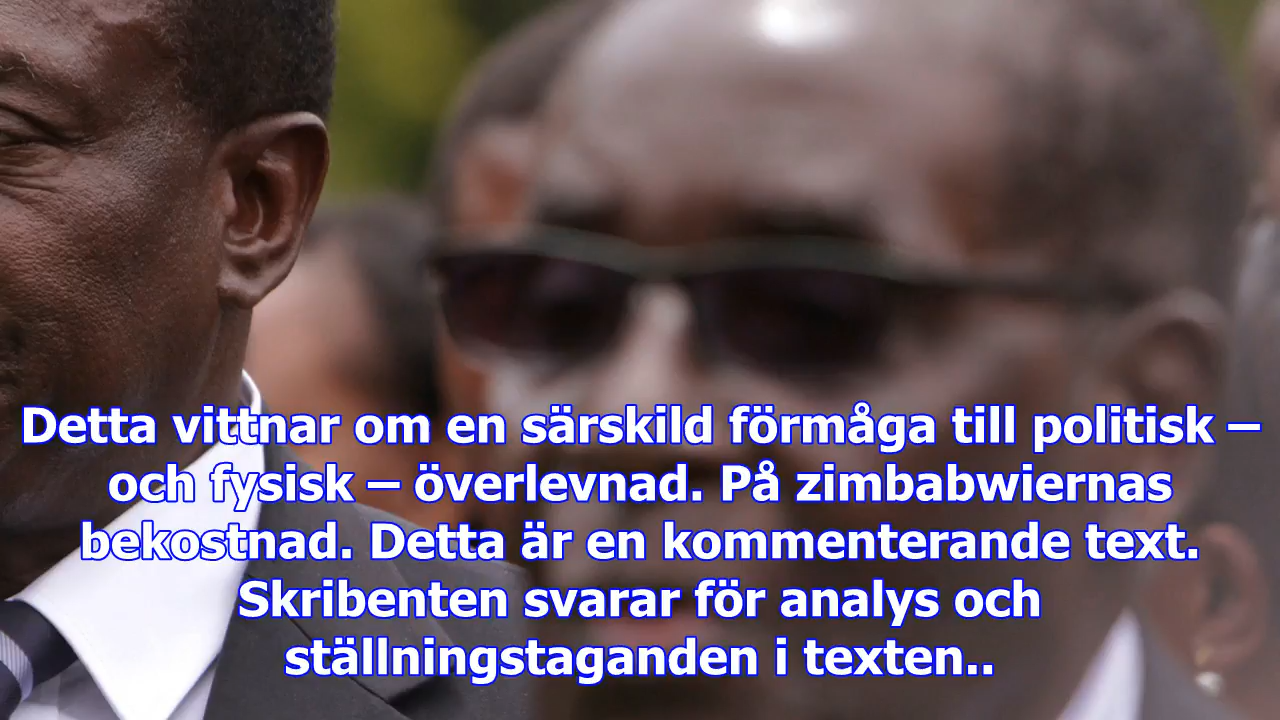 Detta vittnar om en särskild förmåga till politisk –
och fysisk – överlevnad. På zimbabwiernas
bekostnad. Detta är en kommenterande text.
Skribenten svarar för analys och
ställningstaganden i texten..